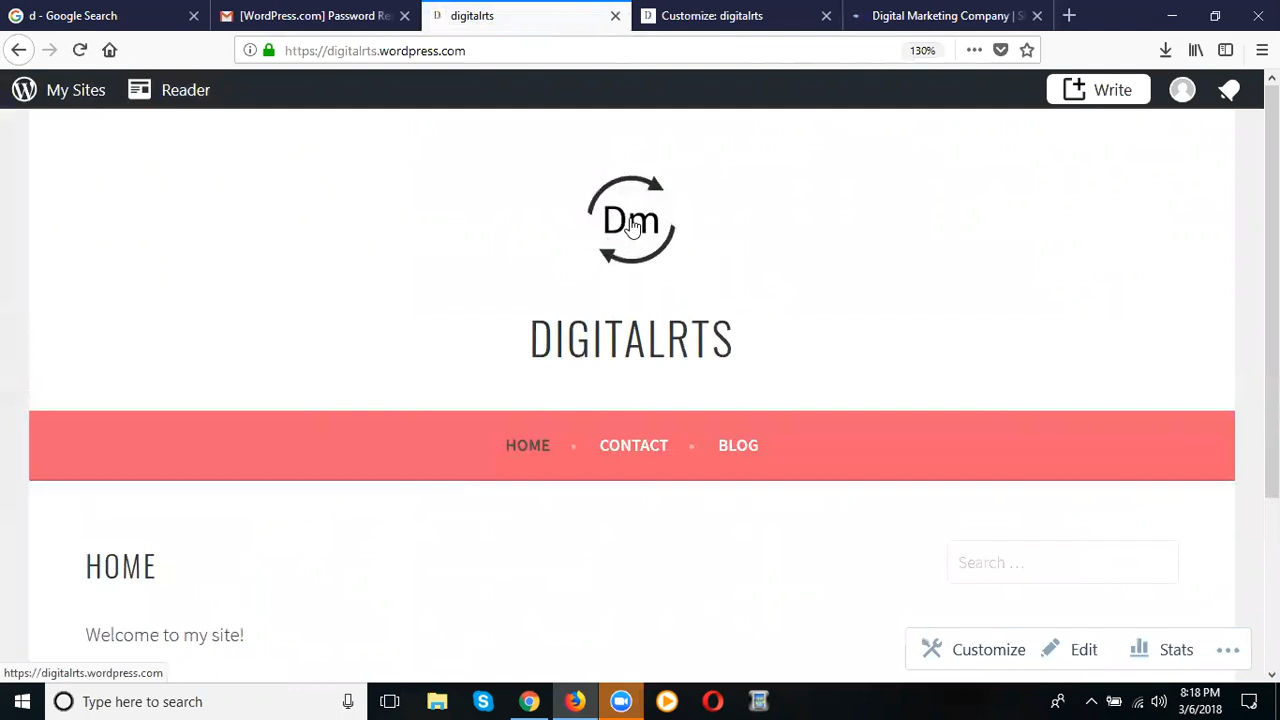 d - Google Search
[WordPress.com] Password Re
digitalrts
Customize: digitalrts
Digital Marketing Company | S
https://digitalrts.wordpress.com
130%
My Sites
Reader
Write
Dm
DIGITALRTS
HOME
CONTACT
BLOG
HOME
Search …
Welcome to my site!
Customize
Edit
Stats
https://digitalrts.wordpress.com
Type here to search
8:18 PM
3/6/2018